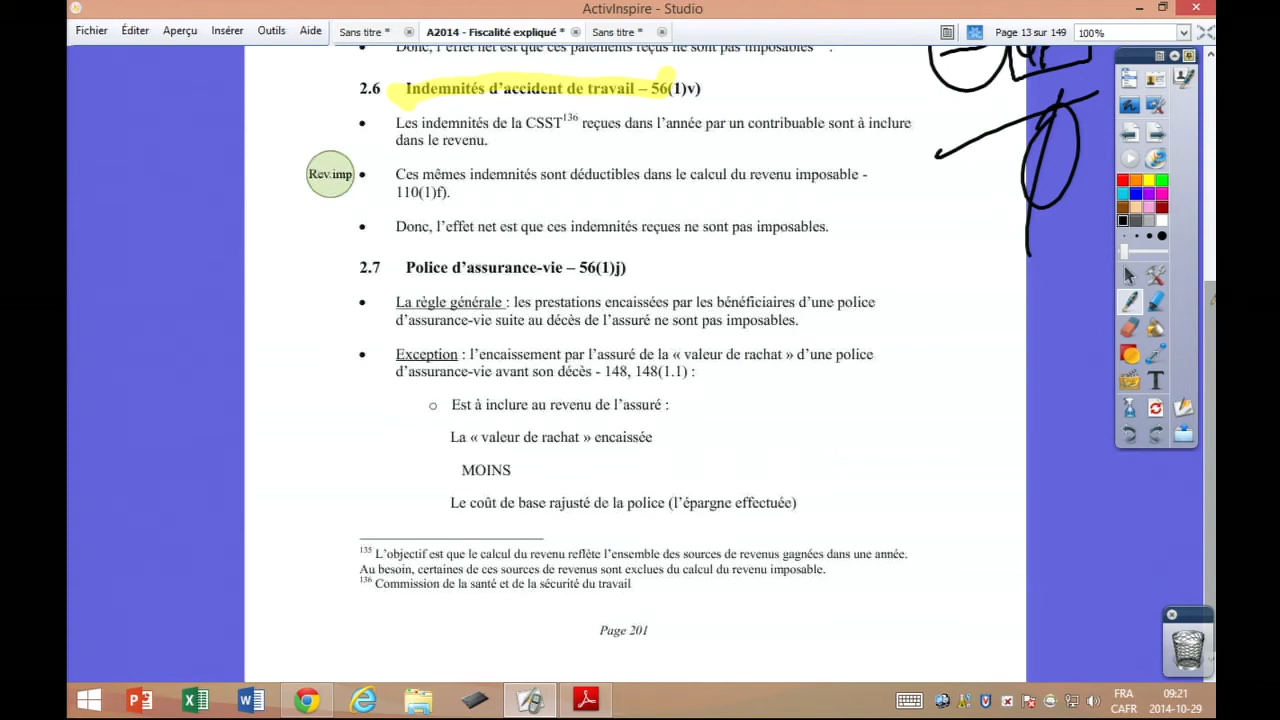 ActivInspire - Studio
Fichier Éditer Aperçu Insérer Outils Aide Sans titre * A2014 - Fiscalité expliqué * Sans titre * Page 13 sur 149 100%
Donc, l'effet net est que ces paiements reçus ne sont pas imposables
2.6 Indemnités d'accident de travail – 56(1)v)
• Les indemnités de la CSST136 reçues dans l'année par un contribuable sont à inclure
dans le revenu.
Rev.imp • Ces mêmes indemnités sont déductibles dans le calcul du revenu imposable -
110(1)f).
• Donc, l'effet net est que ces indemnités reçues ne sont pas imposables.
2.7 Police d'assurance-vie – 56(1)j)
• La règle générale : les prestations encaissées par les bénéficiaires d'une police
d'assurance-vie suite au décès de l'assuré ne sont pas imposables.
• Exception : l'encaissement par l'assuré de la « valeur de rachat » d'une police
d'assurance-vie avant son décès - 148, 148(1.1) :
o Est à inclure au revenu de l'assuré :
La « valeur de rachat » encaissée
MOINS
Le coût de base rajusté de la police (l'épargne effectuée)
135 L'objectif est que le calcul du revenu reflète l'ensemble des sources de revenus gagnées dans une année.
Au besoin, certaines de ces sources de revenus sont exclues du calcul du revenu imposable.
136 Commission de la santé et de la sécurité du travail
Page 201
FRA 09:21
CAFR 2014-10-29